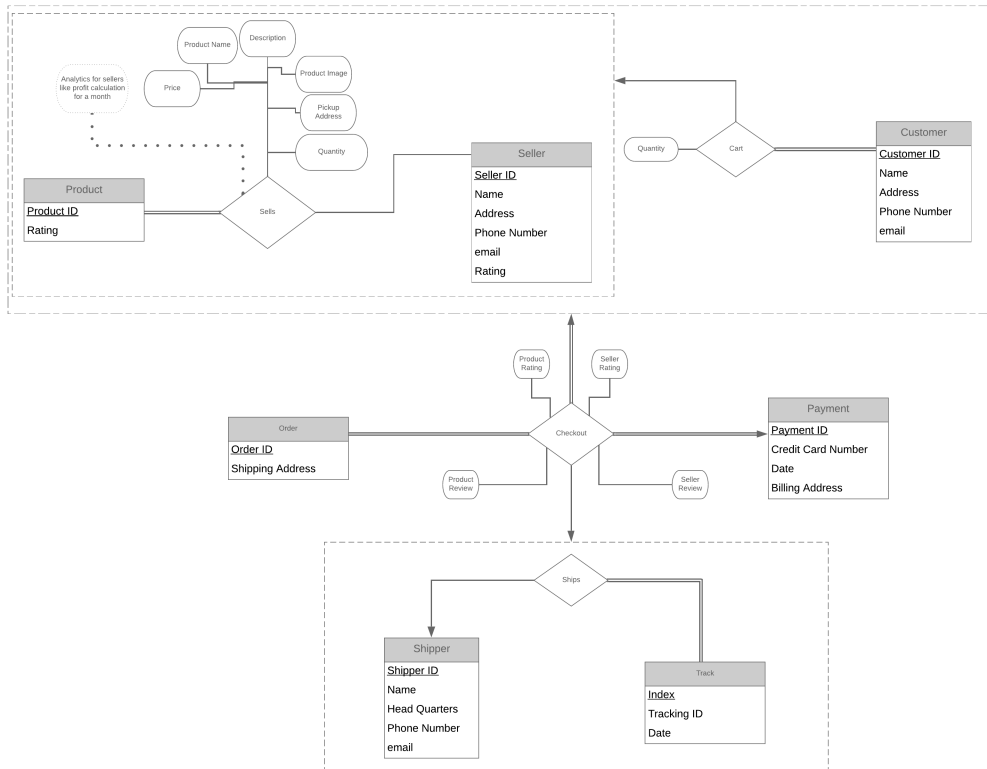 Description
Product Name
Product Image
Analytics for sellers
like profit calculation
for a month
Price
Pickup
Address
Quantity
Product
Product ID
Rating
Sells
Seller
Seller ID
Name
Address
Phone Number
email
Rating
Quantity
Cart
Customer
Customer ID
Name
Address
Phone Number
email
Product
Rating
Seller
Rating
Order
Order ID
Shipping Address
Checkout
Payment
Payment ID
Credit Card Number
Date
Billing Address
Product
Review
Seller
Review
Ships
Shipper
Shipper ID
Name
Head Quarters
Phone Number
email
Track
Index
Tracking ID
Date